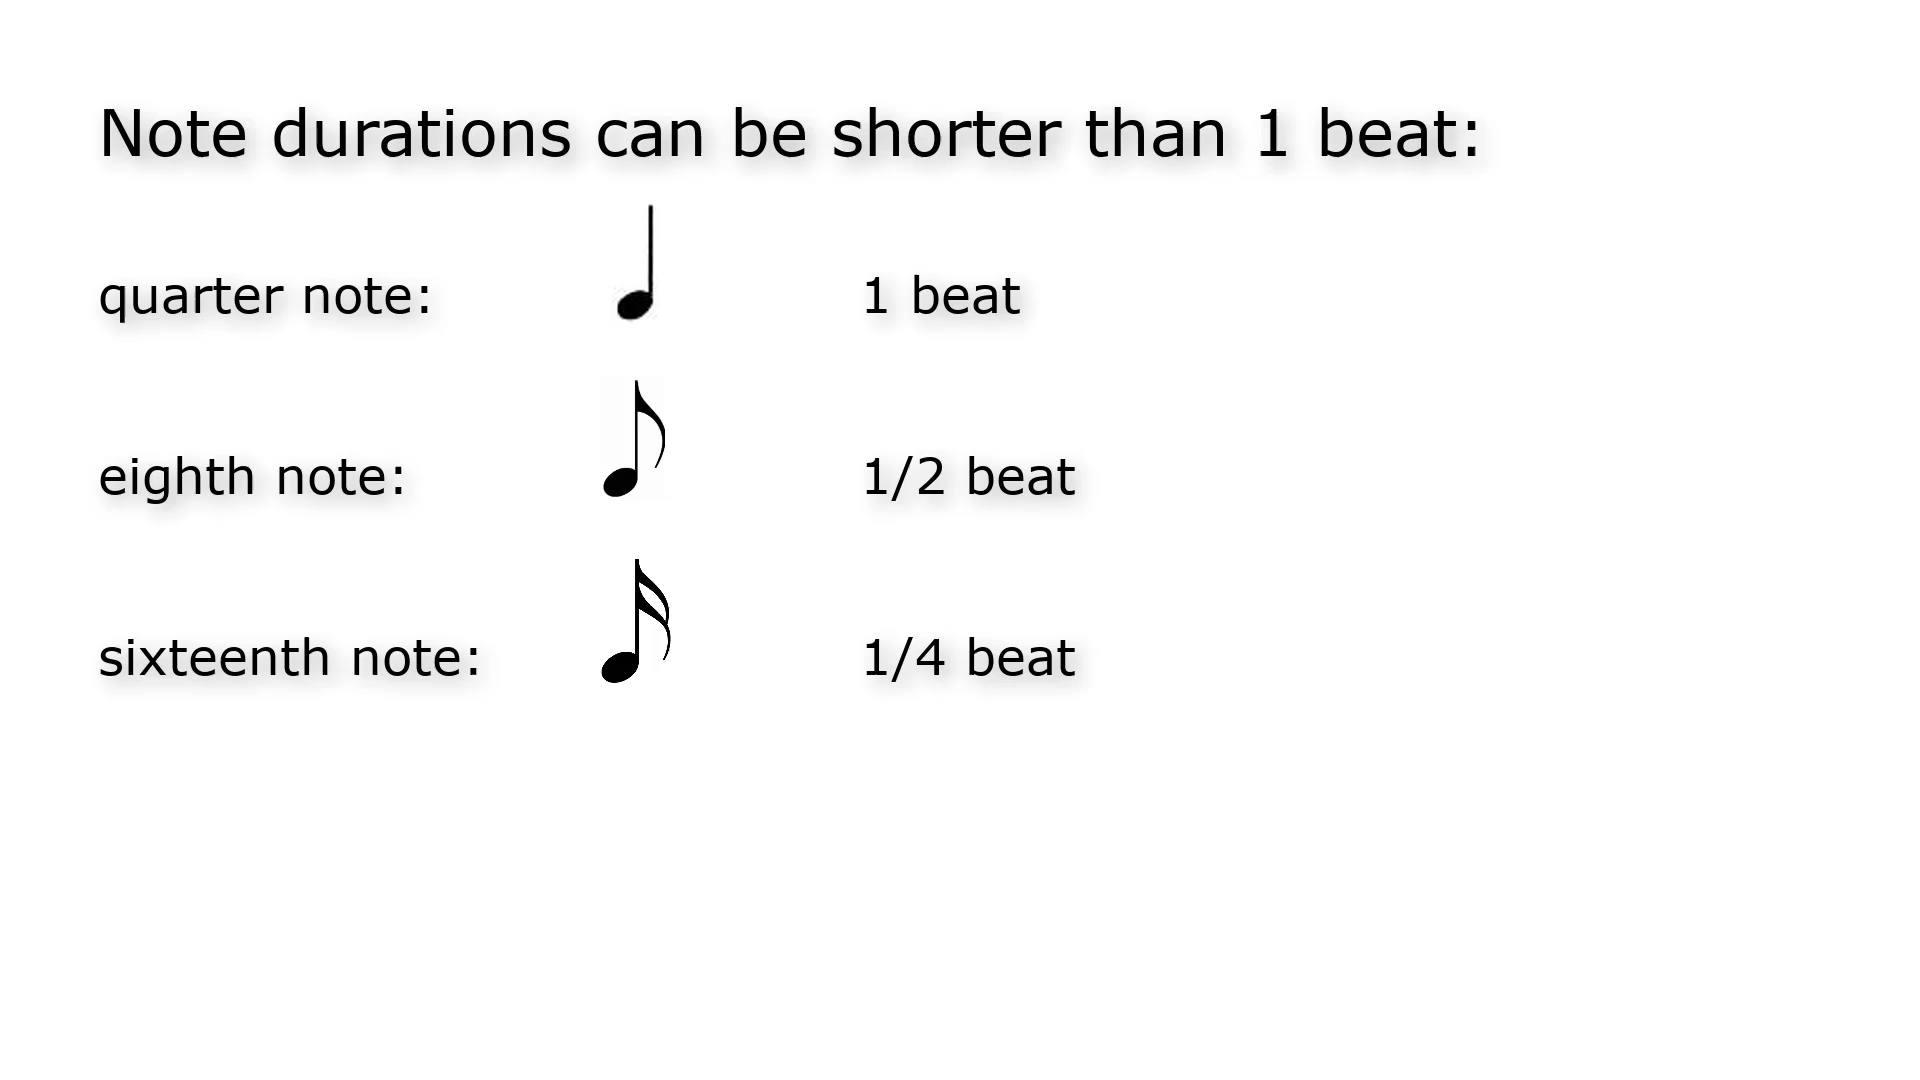 Note durations can be shorter than 1 beat:
quarter note: 1 beat
eighth note: 1/2 beat
sixteenth note: 1/4 beat